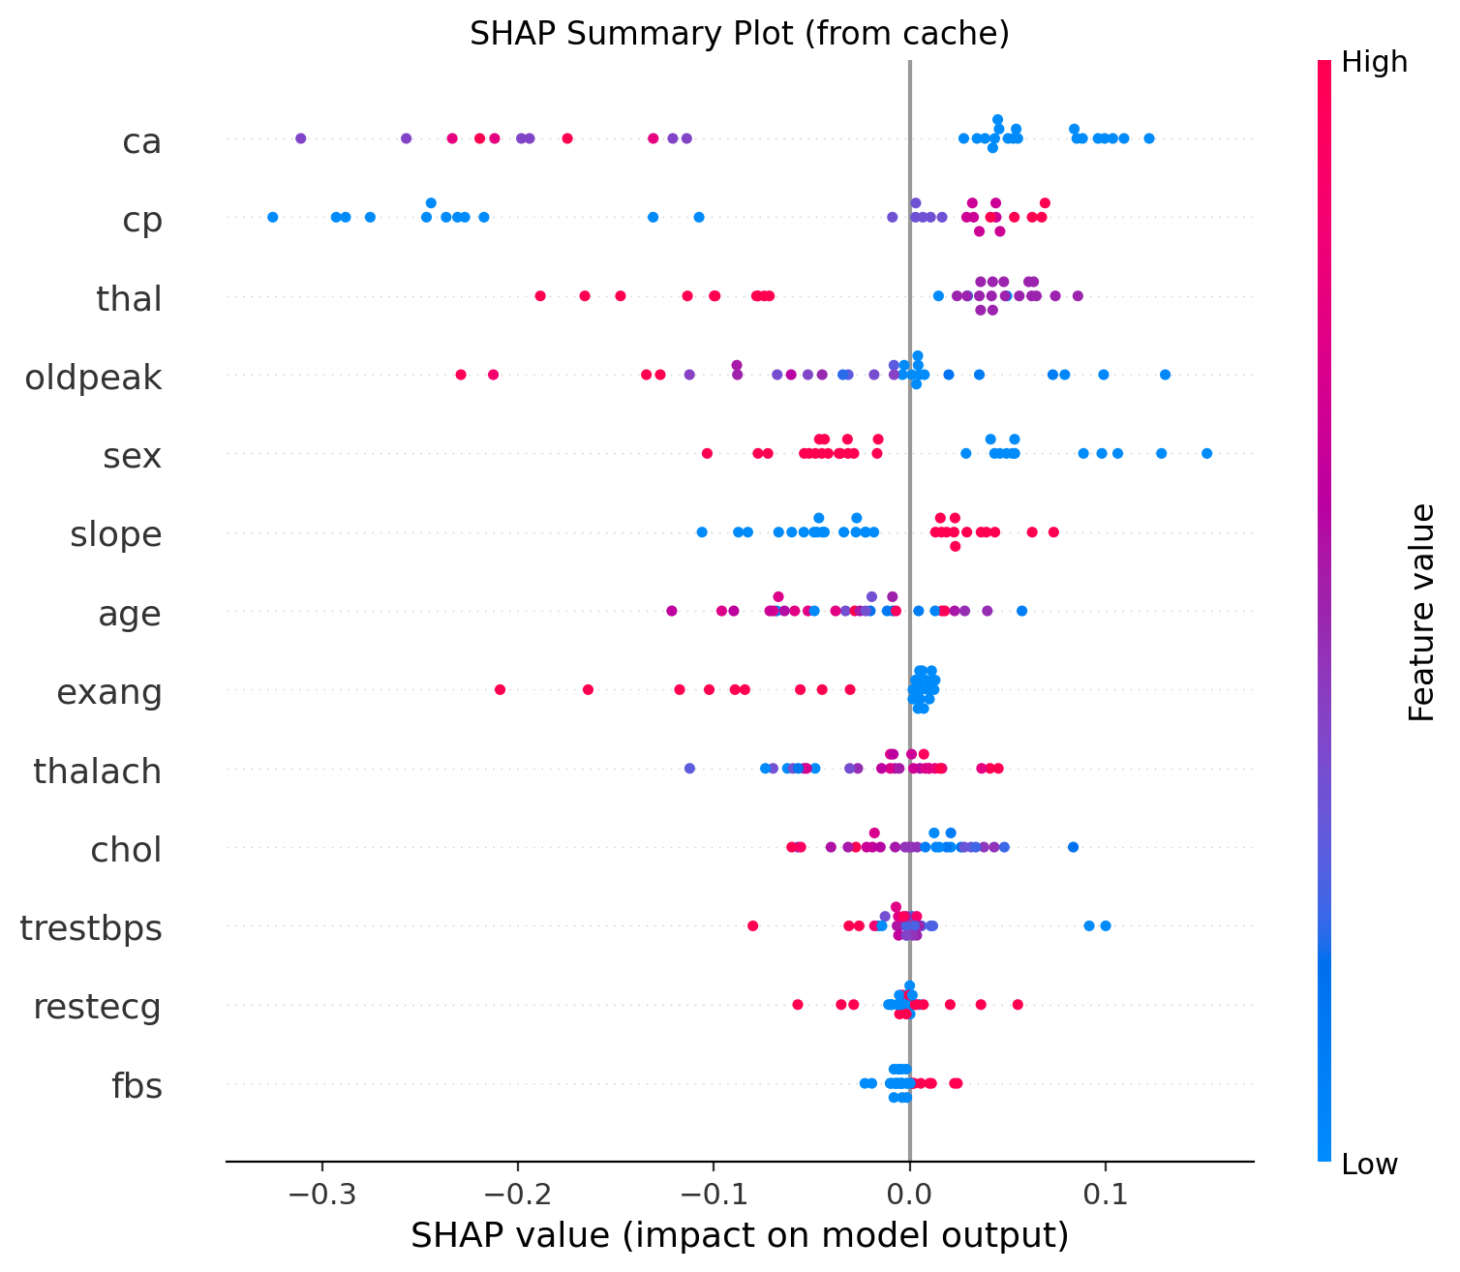 SHAP Summary Plot (from cache)
High
ca
cp
thal
oldpeak
sex
slope
age
exang
thalach
chol
trestbps
restecg
fbs
Feature value
Low
−0.3 −0.2 −0.1 0.0 0.1
SHAP value (impact on model output)